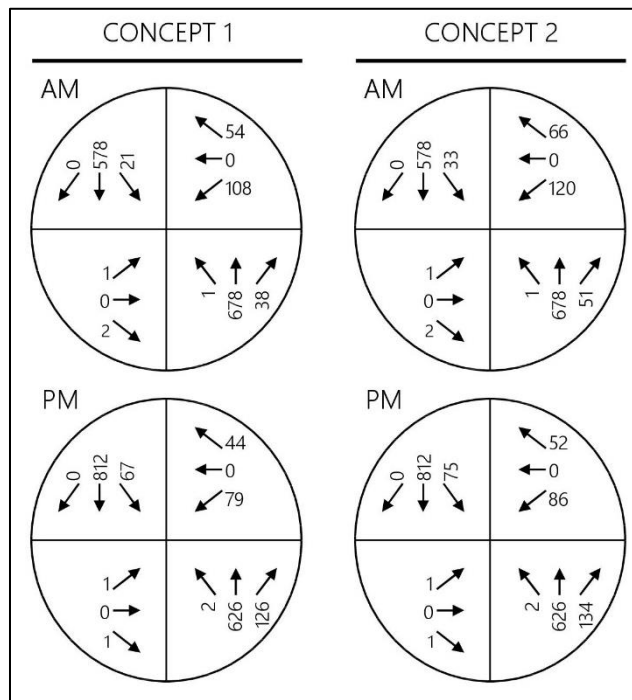 CONCEPT 1 CONCEPT 2
AM AM
0 578 21 54 0 578 33 66
0 0
108 120
1 1
0 1 678 38 0 1 678 51
2 2
PM PM
0 812 67 44 0 812 75 52
0 0
79 86
1 1
0 2 626 126 0 2 626 134
1 1